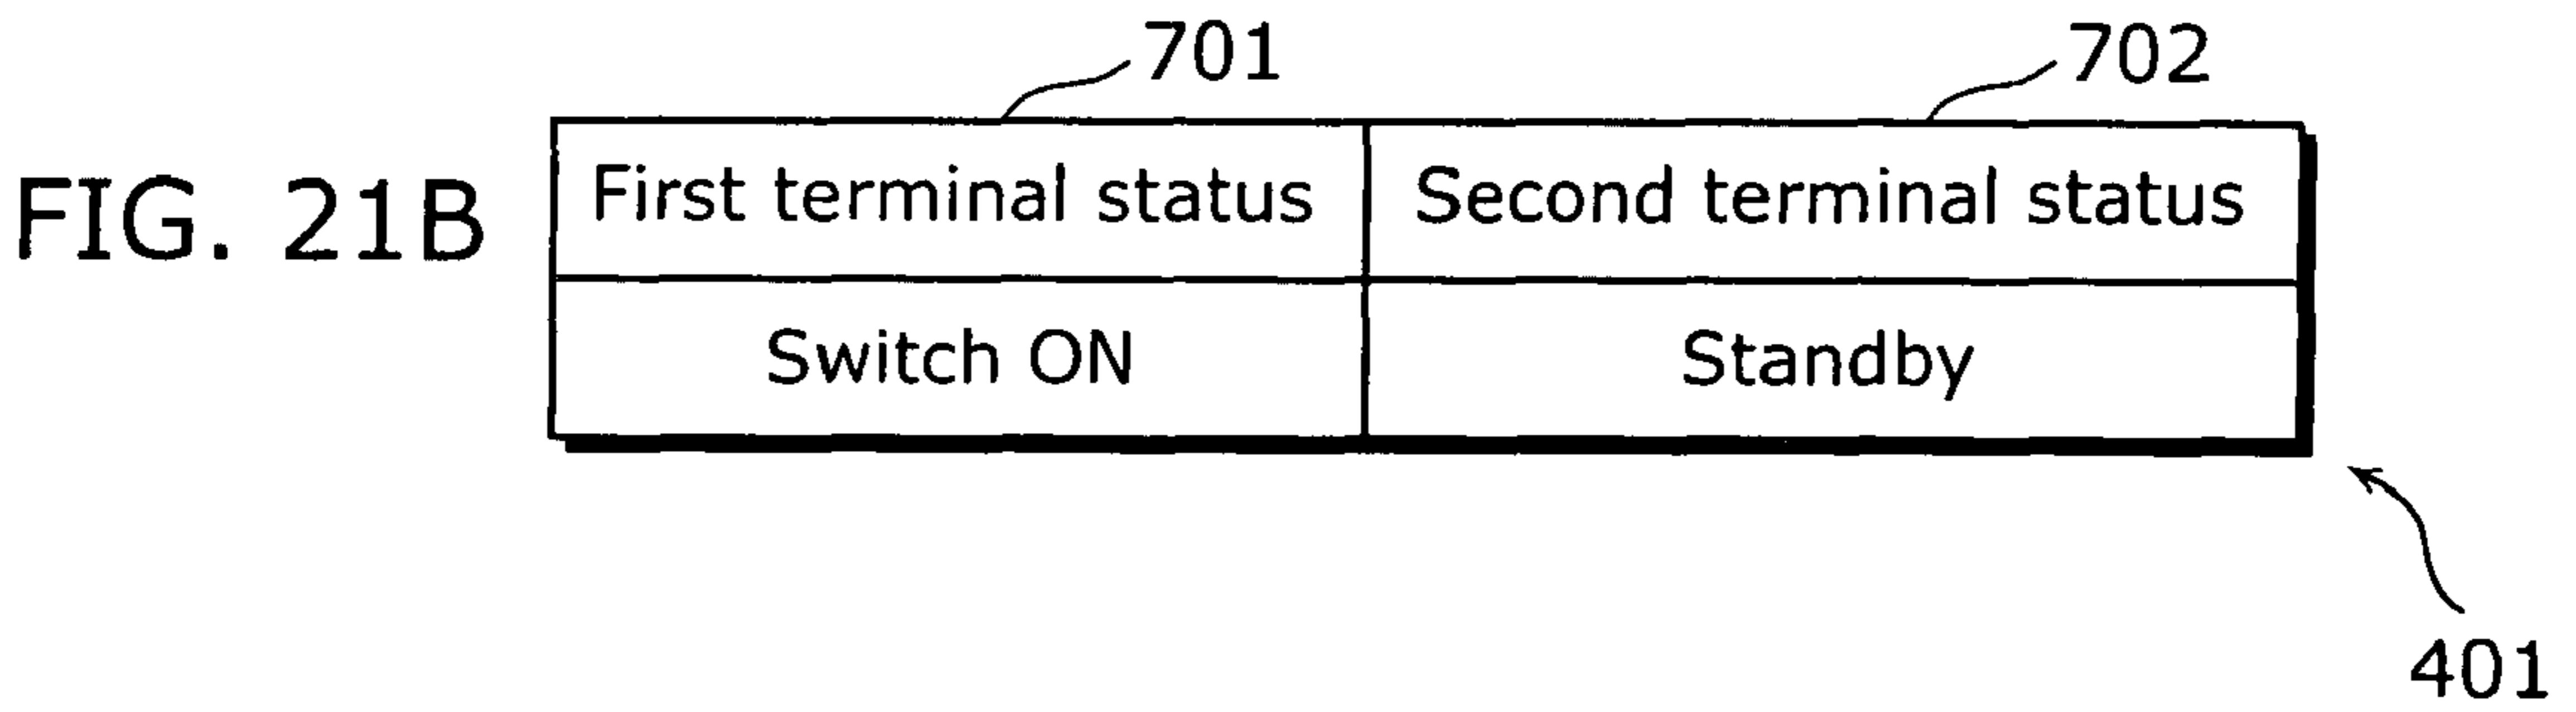 701 702
FIG. 21B
First terminal status Second terminal status
Switch ON Standby
401